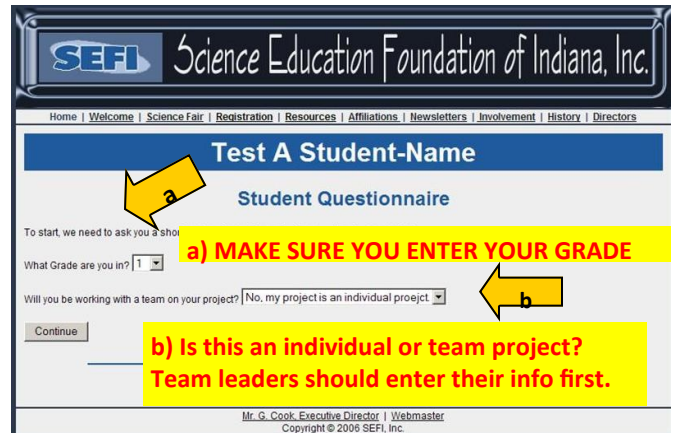 SEFI Science Education Foundation of Indiana, Inc.
Home | Welcome | Science Fair | Registration | Resources | Affiliations | Newsletters | Involvement | History | Directors
Test A Student-Name
a
Student Questionnaire
To start, we need to ask you a shor
a) MAKE SURE YOU ENTER YOUR GRADE
What Grade are you in? 1
Will you be working with a team on your project? No, my project is an individual proejct.
b
Continue
b) Is this an individual or team project?
Team leaders should enter their info first.
Mr. G. Cook, Executive Director | Webmaster
Copyright © 2006 SEFI, Inc.